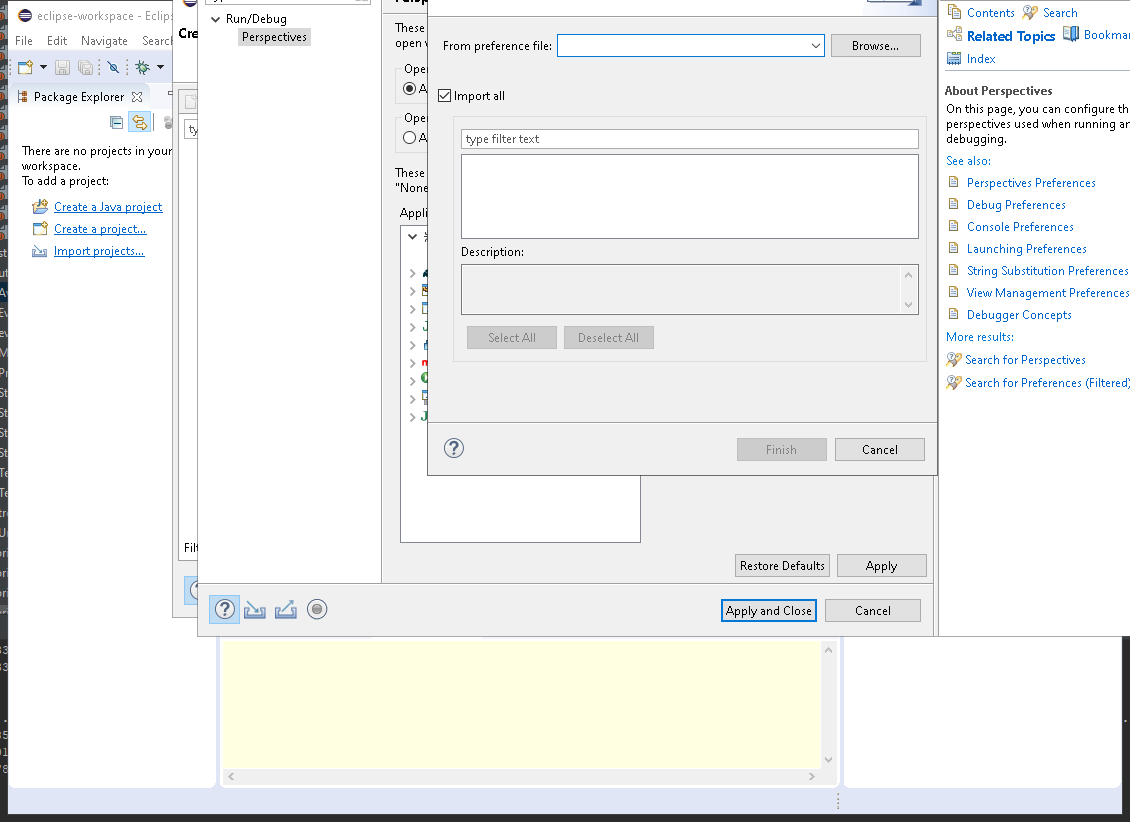 eclipse-workspace - Eclips
File Edit Navigate Search
Package Explorer
There are no projects in your
workspace.
To add a project:
Create a Java project
Create a project...
Import projects...
Cre
ty
Filt
Run/Debug
Perspectives
These
open v
Ope
A
Ope
A
These
"None
Appli
From preference file:
Browse...
Import all
type filter text
Description:
Select All Deselect All
Finish Cancel
Restore Defaults Apply
Apply and Close Cancel
Contents Search
Related Topics Bookmar
Index
About Perspectives
On this page, you can configure th
perspectives used when running an
debugging.
See also:
Perspectives Preferences
Debug Preferences
Console Preferences
Launching Preferences
String Substitution Preferences
View Management Preferences
Debugger Concepts
More results:
Search for Perspectives
Search for Preferences (Filtered)